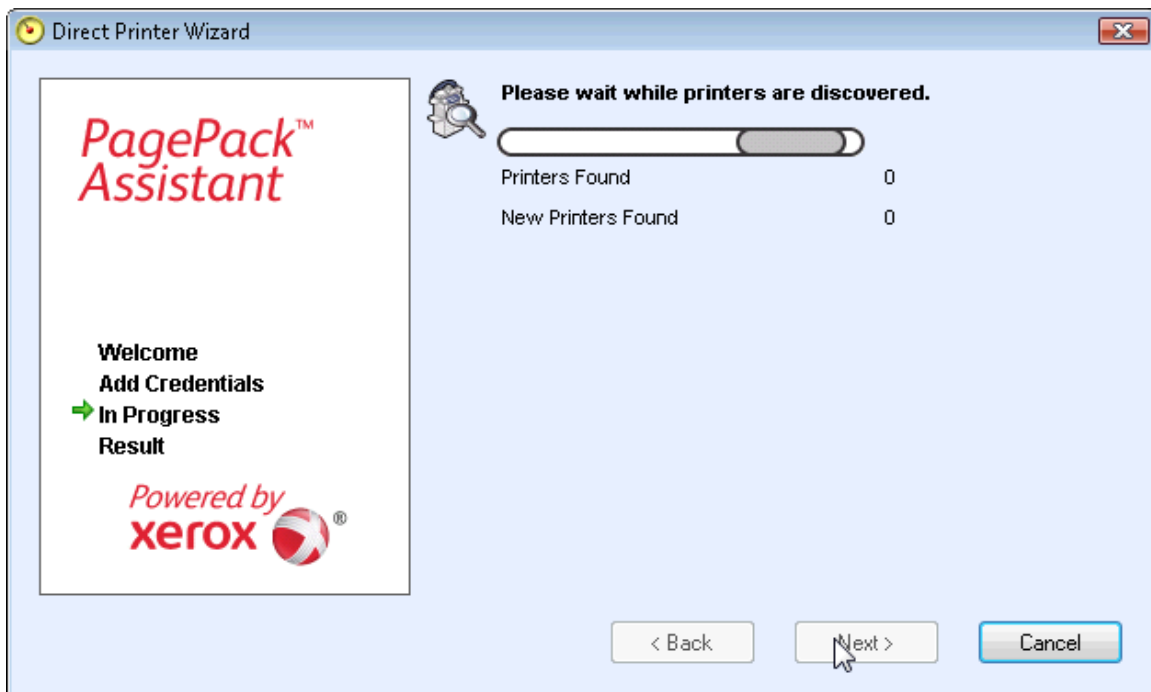 Direct Printer Wizard
PagePack™
Assistant
Welcome
Add Credentials
In Progress
Result
Powered by
xerox ®
Please wait while printers are discovered.
Printers Found 0
New Printers Found 0
< Back Next > Cancel